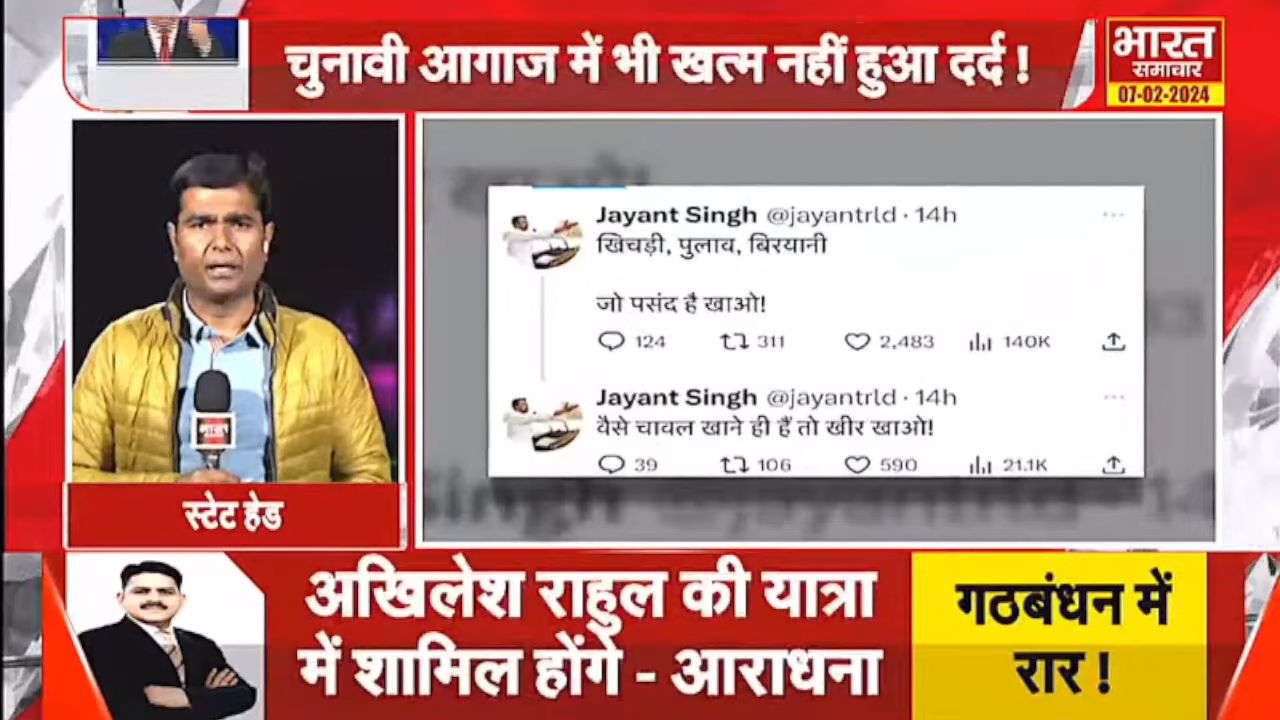 चुनावी आगाज में भी खत्म नहीं हुआ दर्द !
भारत
समाचार
07-02-2024
Jayant Singh @jayantrld · 14h
खिचड़ी, पुलाव, बिरयानी
जो पसंद है खाओ!
124 311 2,483 140K
Jayant Singh @jayantrld · 14h
वैसे चावल खाने ही हैं तो खीर खाओ!
39 106 590 21.1K
भारत
स्टेट हेड
अखिलेश राहुल की यात्रा
में शामिल होंगे - आराधना
गठबंधन में
रार !